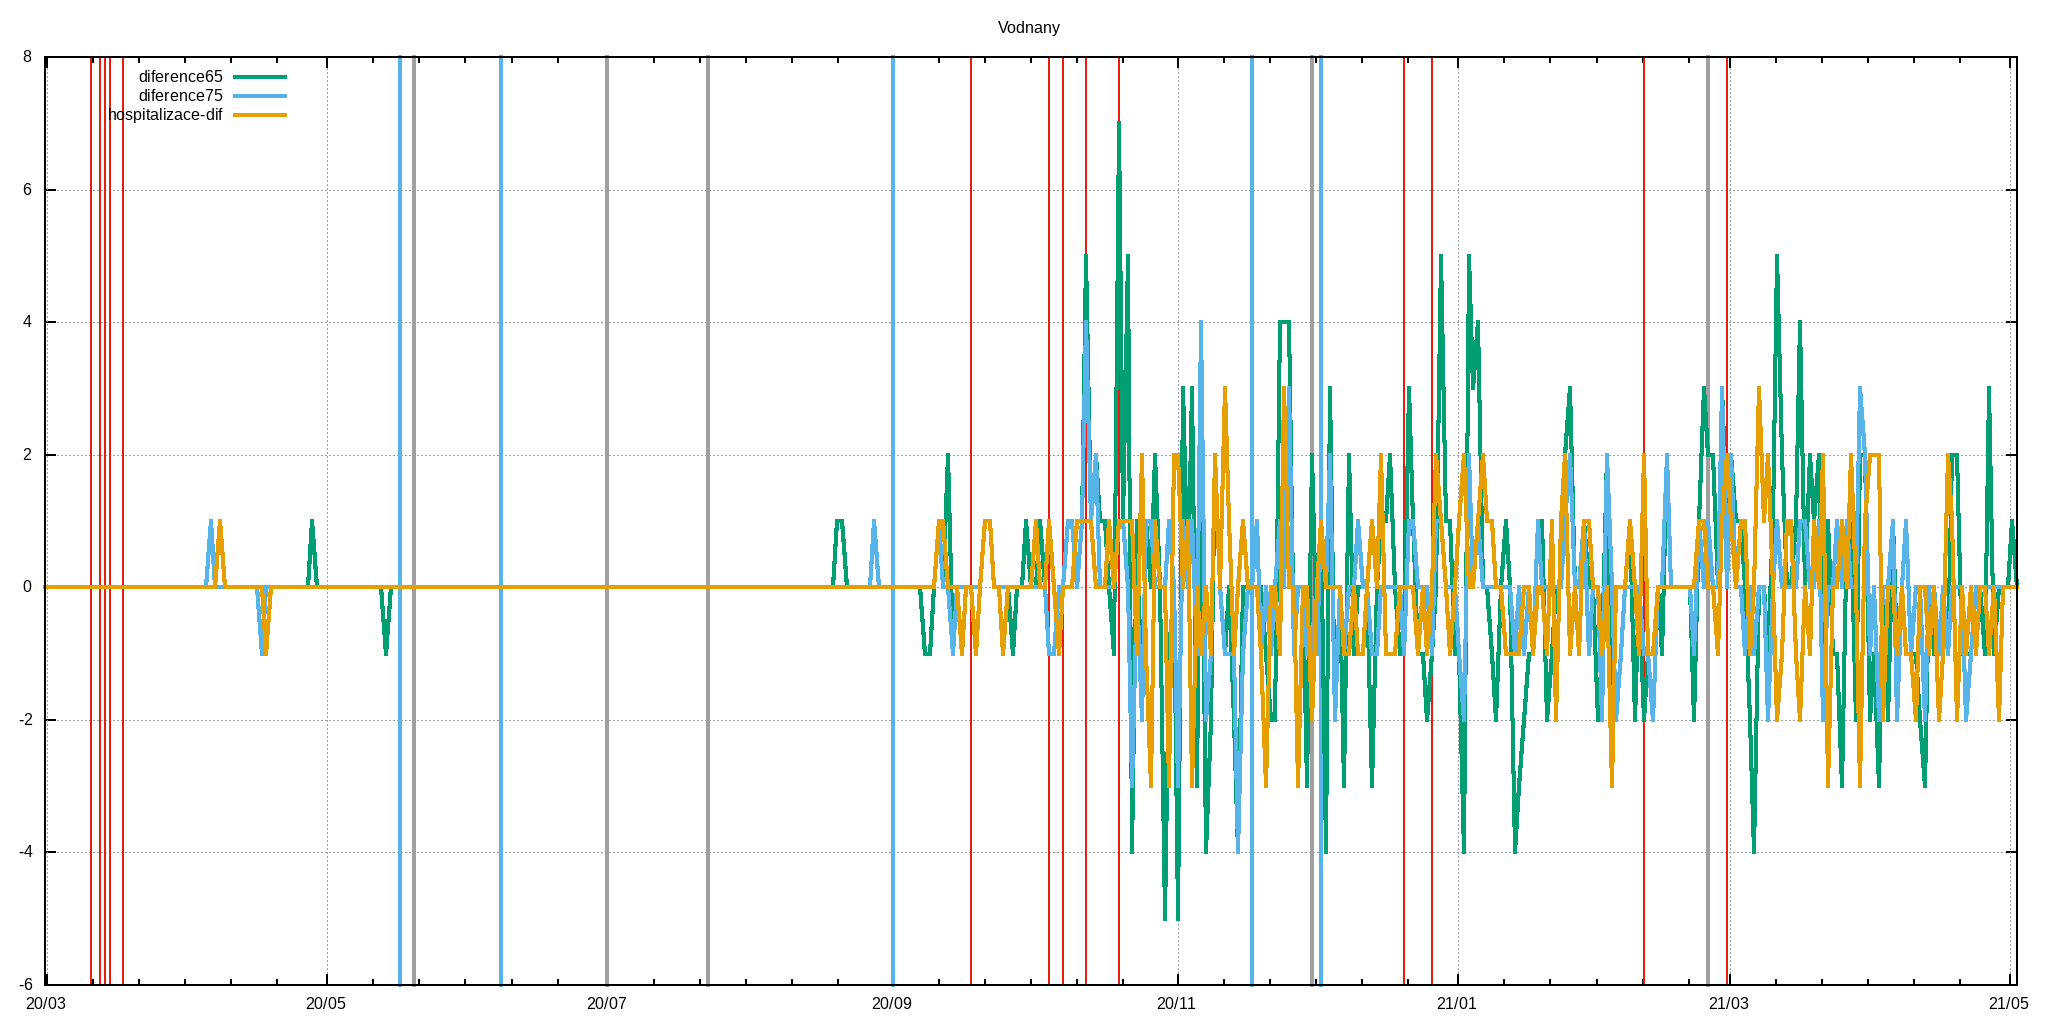 Vodnany
8
diference65
diference75
hospitalizace-dif
6
4
2
0
-2
-4
-6
20/03 20/05 20/07 20/09 20/11 21/01 21/03 21/05